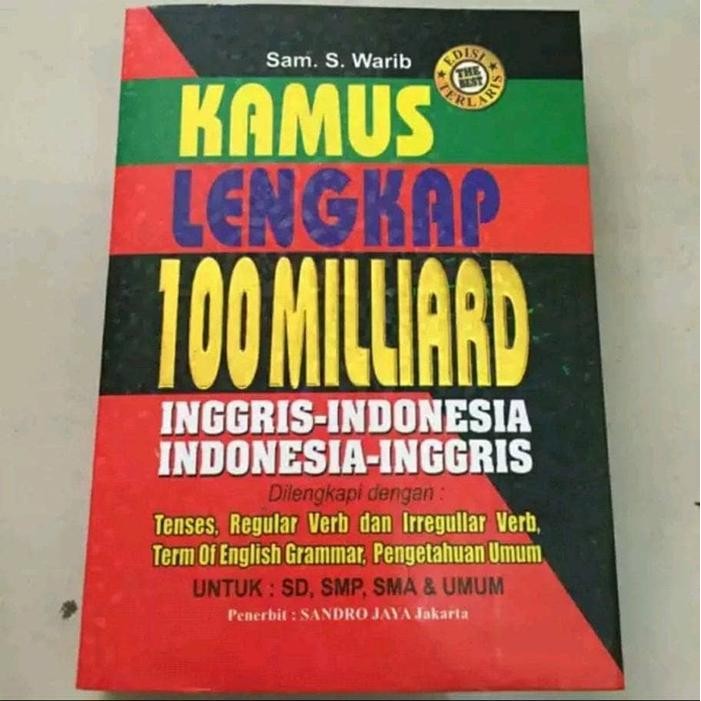 Sam. S. Warib
EDISI
THE
BEST
TERLARIS
KAMUS
LENGKAP
100 MILLIARD
INGGRIS-INDONESIA
INDONESIA-INGGRIS
Dilengkapi dengan :
Tenses, Regular Verb dan Irregullar Verb,
Term Of English Grammar, Pengetahuan Umum
UNTUK : SD, SMP, SMA & UMUM
Penerbit : SANDRO JAYA Jakarta